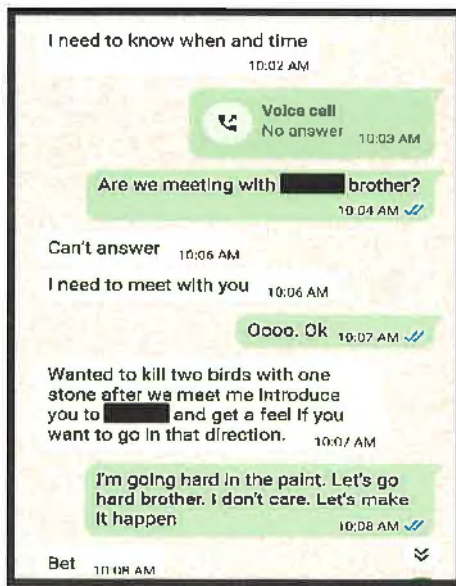 I need to know when and time
10:02 AM
Voice call
No answer 10:03 AM
Are we meeting with brother?
10:04 AM
Can't answer 10:06 AM
I need to meet with you 10:06 AM
Oooo. Ok 10:07 AM
Wanted to kill two birds with one
stone after we meet me introduce
you to and get a feel if you
want to go in that direction. 10:07 AM
I'm going hard in the paint. Let's go
hard brother. I don't care. Let's make
it happen
10:08 AM
Bet 10:08 AM